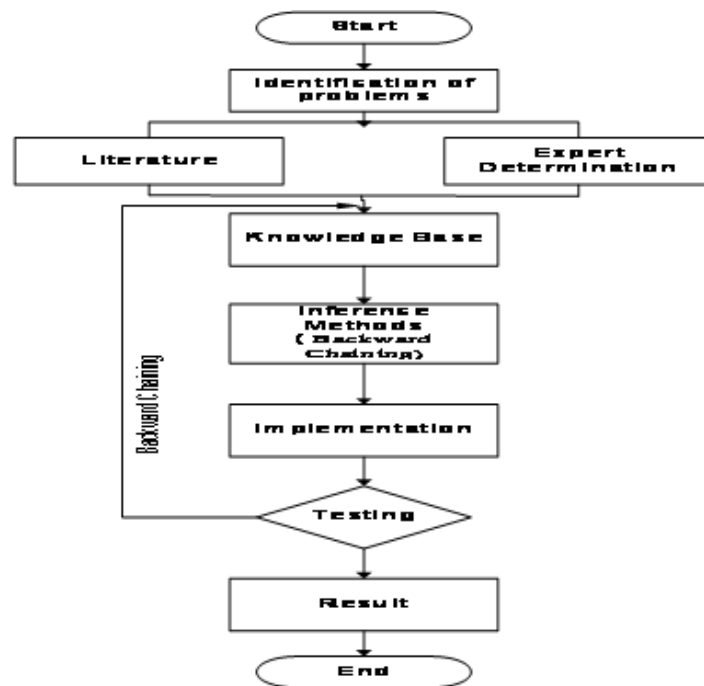 Start
Identification of
problems
Literature
Expert
Determination
Knowledge Base
Inference
Methods
( Backward
Chaining)
Backward Chaining
Implementation
Testing
Result
End